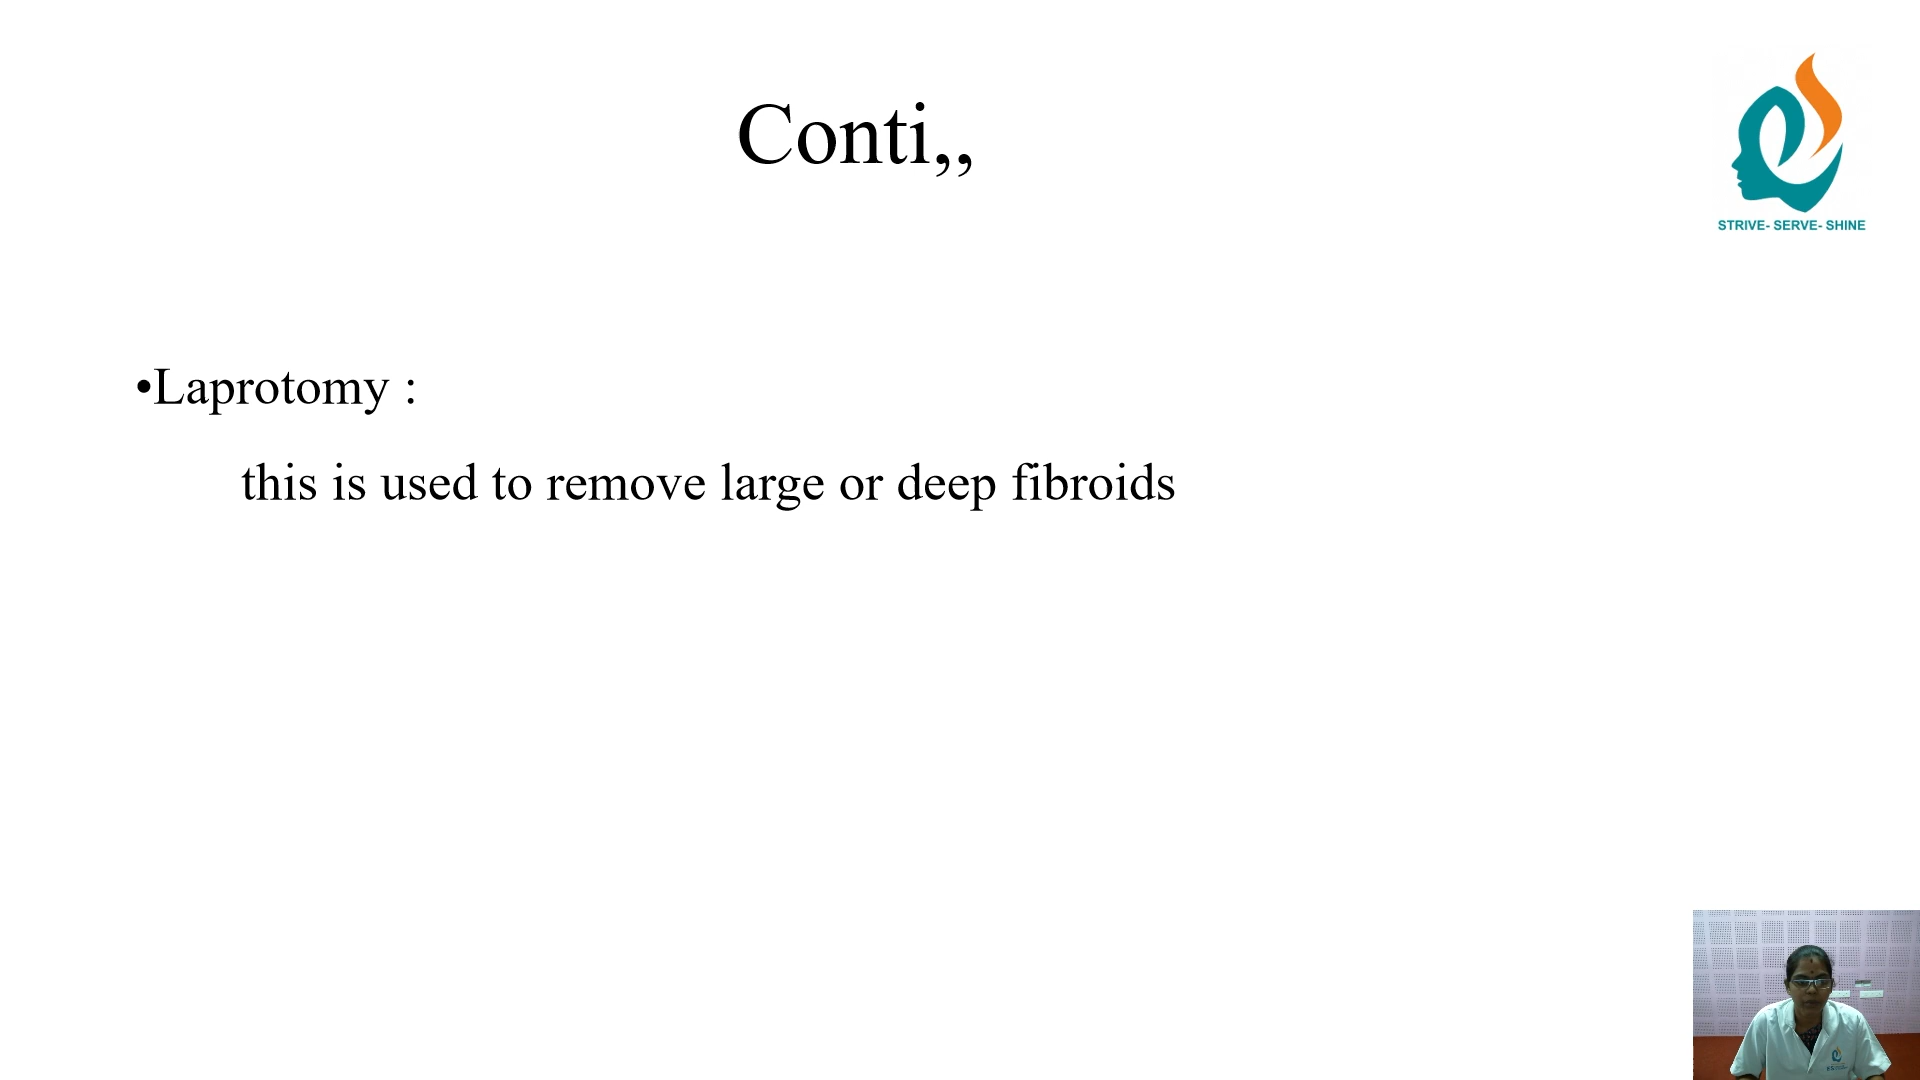 Conti,,
STRIVE- SERVE- SHINE
•Laprotomy :
this is used to remove large or deep fibroids